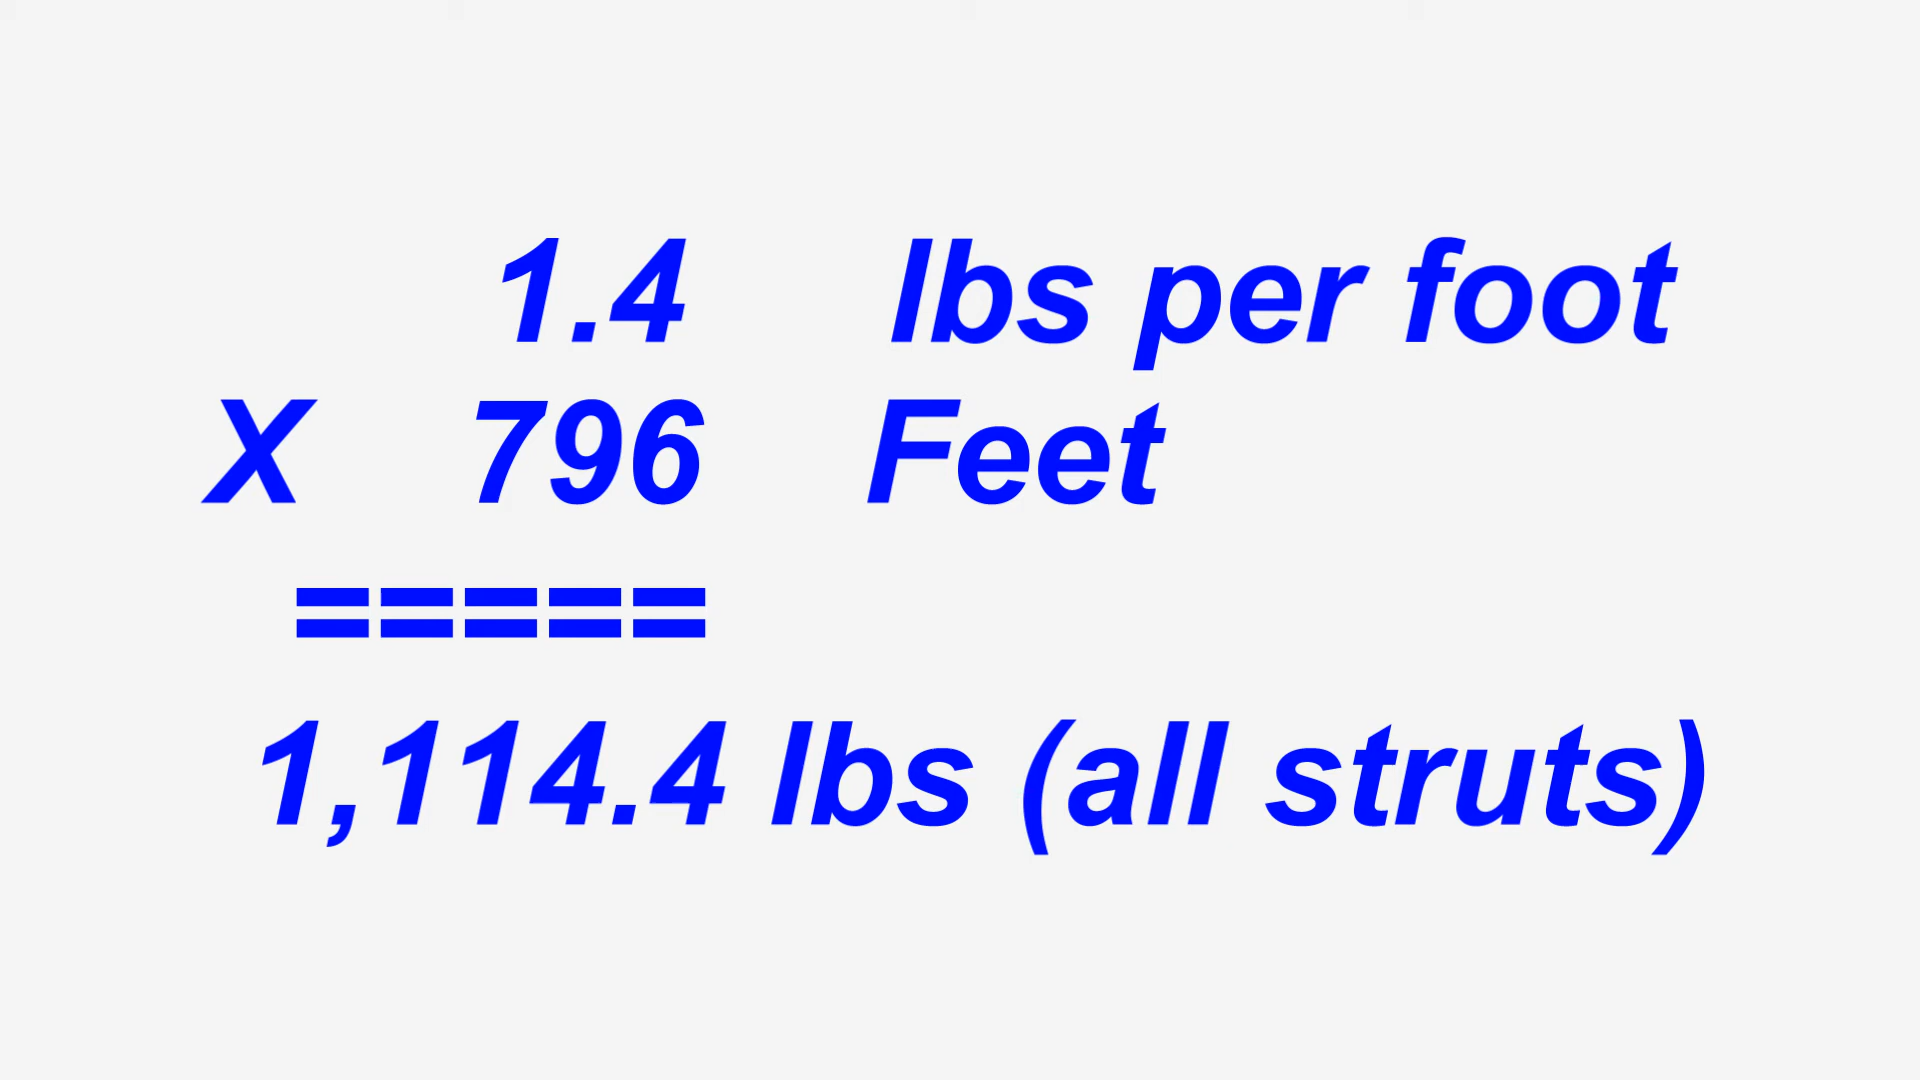 1.4 lbs per foot
X 796 Feet
=====
1,114.4 lbs (all struts)